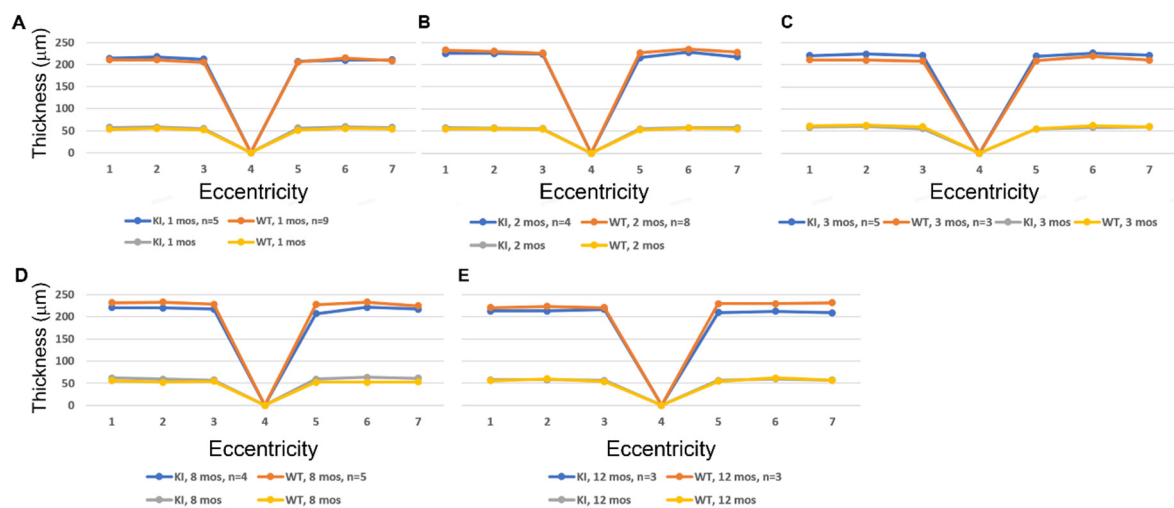 A
B
C
Thickness (μm)
250
200
150
100
50
0
1 2 3 4 5 6 7
1 2 3 4 5 6 7
1 2 3 4 5 6 7
Eccentricity
Eccentricity
Eccentricity
KI, 1 mos, n=5 WT, 1 mos, n=9
KI, 1 mos WT, 1 mos
KI, 2 mos, n=4 WT, 2 mos, n=8
KI, 2 mos WT, 2 mos
KI, 3 mos, n=5 WT, 3 mos, n=3 KI, 3 mos WT, 3 mos
D
E
Thickness (μm)
250
200
150
100
50
0
1 2 3 4 5 6 7
1 2 3 4 5 6 7
Eccentricity
Eccentricity
KI, 8 mos, n=4 WT, 8 mos, n=5
KI, 8 mos WT, 8 mos
KI, 12 mos, n=3 WT, 12 mos, n=3
KI, 12 mos WT, 12 mos